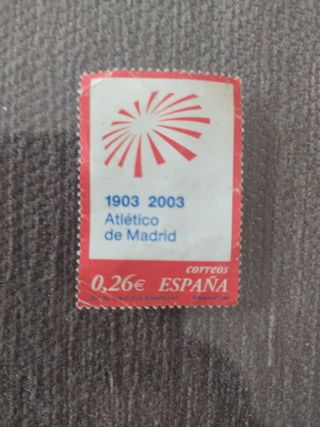 1903 2003
Atlético
de Madrid
correos
0,26€ ESPAÑA